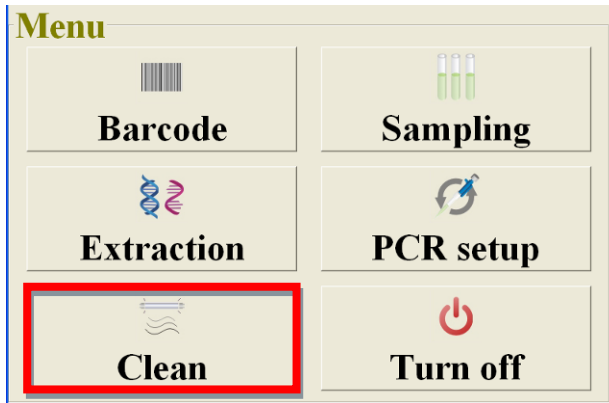 Menu
Barcode
Sampling
Extraction
PCR setup
Clean
Turn off